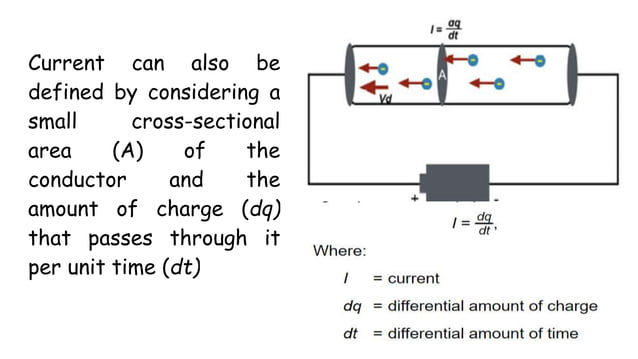 Current can also be
defined by considering a
small cross-sectional
area (A) of the
conductor and the
amount of charge (dq)
that passes through it
per unit time (dt)
I = dq/dt
A
Vd
+ -
I = dq/dt,
Where:
I = current
dq = differential amount of charge
dt = differential amount of time